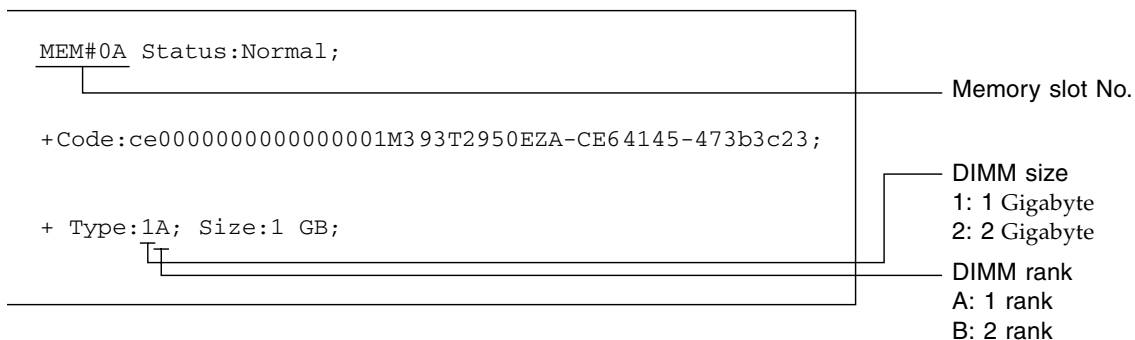 MEM#0A Status:Normal;
Memory slot No.
+Code:ce0000000000000001M393T2950EZA-CE64145-473b3c23;
DIMM size
1: 1 Gigabyte
2: 2 Gigabyte
+ Type:1A; Size:1 GB;
DIMM rank
A: 1 rank
B: 2 rank